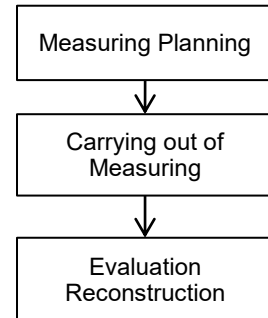 Measuring Planning
Carrying out of
Measuring
Evaluation
Reconstruction